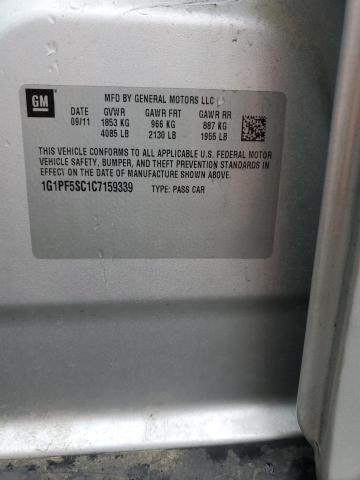 GM
MFD BY GENERAL MOTORS LLC
DATE GVWR GAWR FRT GAWR RR
09/11 1853 KG 966 KG 887 KG
4085 LB 2130 LB 1955 LB
THIS VEHICLE CONFORMS TO ALL APPLICABLE U.S. FEDERAL MOTOR
VEHICLE SAFETY, BUMPER, AND THEFT PREVENTION STANDARDS IN
EFFECT ON THE DATE OF MANUFACTURE SHOWN ABOVE.
1G1PF5SC1C7159339 TYPE: PASS CAR